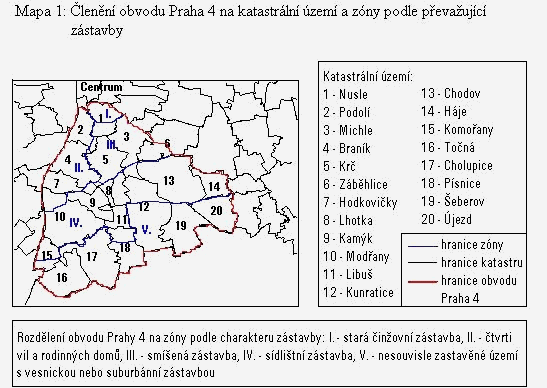 Mapa 1: Členění obvodu Praha 4 na katastrální území a zóny podle převažující
zástavby
Centrum
I.
2
3
III.
6
4
5
II.
7
8
13
14
9
10
11
12
20
IV.
V.
19
18
15
17
16
Katastrální území:
1 - Nusle
2 - Podolí
3 - Michle
4 - Braník
5 - Krč
6 - Záběhlice
7 - Hodkovičky
8 - Lhotka
9 - Kamýk
10 - Modřany
11 - Libuš
12 - Kunratice
13 - Chodov
14 - Háje
15 - Komořany
16 - Točná
17 - Cholupice
18 - Písnice
19 - Šeberov
20 - Újezd
hranice zóny
hranice katastru
hranice obvodu
Praha 4
Rozdělení obvodu Prahy 4 na zóny podle charakteru zástavby: I.- stará činžovní zástavba, II. - čtvrti
vil a rodinných domů, III. - smíšená zástavba, IV. - sídlištní zástavba, V. - nesouvisle zastavěné území
s vesnickou nebo suburbánní zástavbou